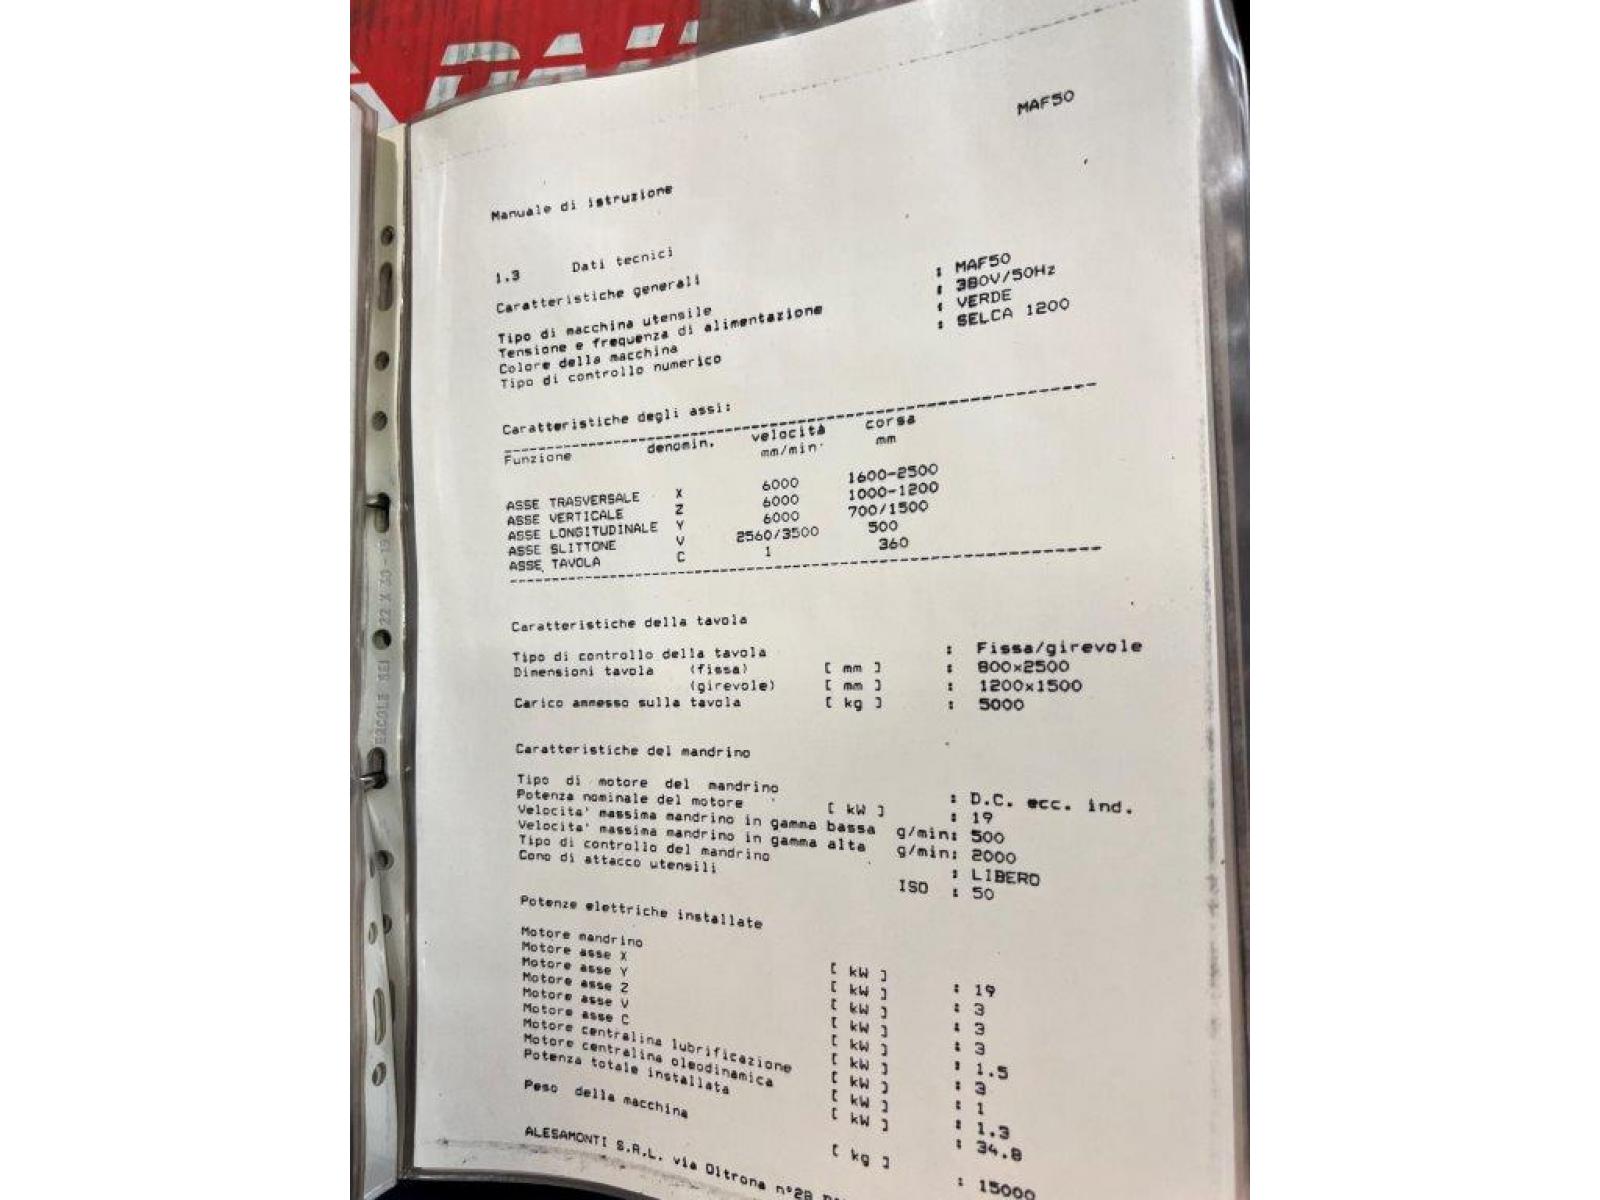 MAF50
Manuale di istruzione
1.3 Dati tecnici
Caratteristiche generali
Tipo di macchina utensile : MAF50
Tensione e frequenza di alimentazione : 380V/50Hz
Colore della macchina : VERDE
Tipo di controllo numerico : SELCA 1200
Caratteristiche degli assi:
Funzione denomin. velocità corsa
mm/min. mm
ASSE TRASVERSALE X 6000 1600-2500
ASSE VERTICALE Z 6000 1000-1200
ASSE LONGITUDINALE Y 6000 700/1500
ASSE SLITTONE V 2560/3500 500
ASSE TAVOLA C 1 360
Caratteristiche della tavola
Tipo di controllo della tavola : Fissa/girevole
Dimensioni tavola (fissa) [ mm ] : 800x2500
(girevole) [ mm ] : 1200x1500
Carico ammesso sulla tavola [ kg ] : 5000
Caratteristiche del mandrino
Tipo di motore del mandrino : D.C. ecc. ind.
Potenza nominale del motore [ kW ] : 19
Velocita' massima mandrino in gamma bassa g/min: 500
Velocita' massima mandrino in gamma alta g/min: 2000
Tipo di controllo del mandrino : LIBERO
Cono di attacco utensili ISO : 50
Potenze elettriche installate
Motore mandrino [ kW ] : 19
Motore asse X [ kW ] : 3
Motore asse Y [ kW ] : 3
Motore asse Z [ kW ] : 3
Motore asse V [ kW ] : 1.5
Motore asse C [ kW ] : 3
Motore centralina lubrificazione [ kW ] : 1
Motore centralina oleodinamica [ kW ] : 1.3
Potenza totale installata [ kW ] : 34.8
Peso della macchina [ kg ] : 15000
ALESAMONTI S.R.L. via Oltrona n°28
ERCOLE SEI 22 X 30